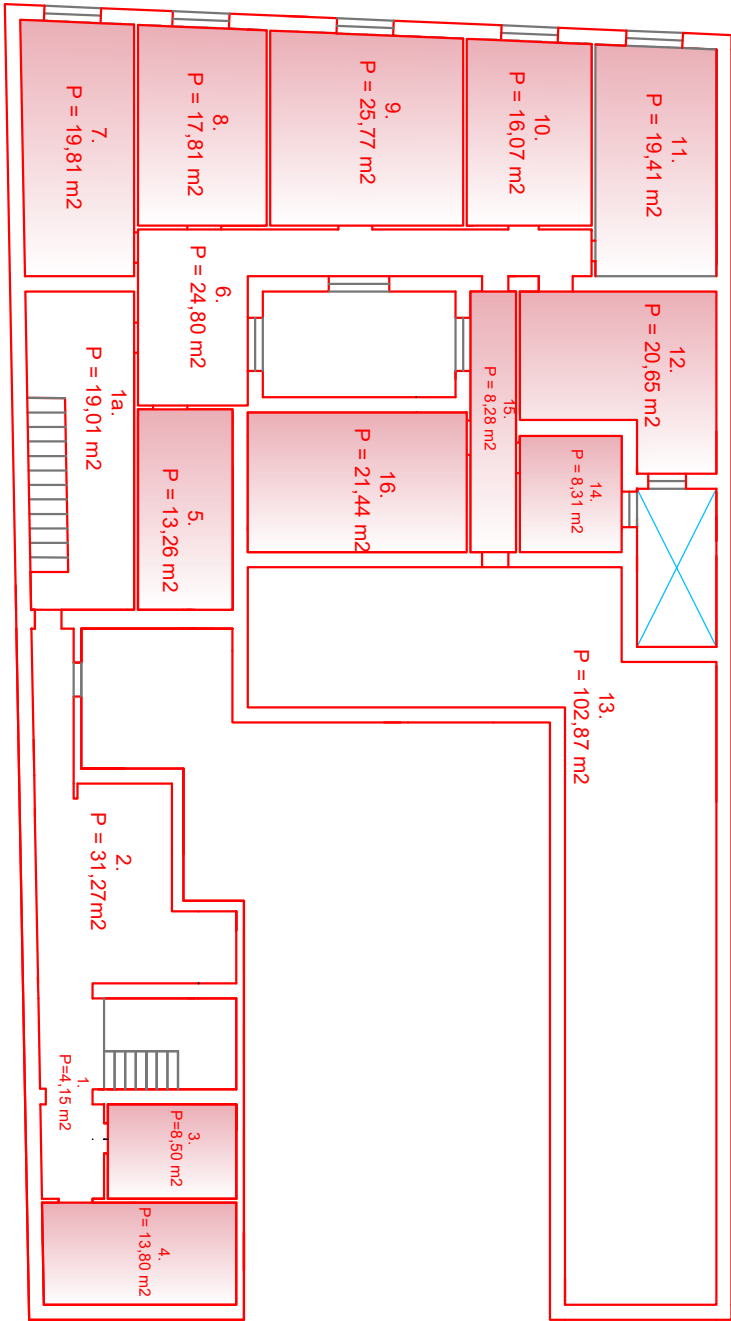 11.
P = 19,41 m2
10.
P = 16,07 m2
9.
P = 25,77 m2
8.
P = 17,81 m2
7.
P = 19,81 m2
12.
P = 20,65 m2
6.
P = 24,80 m2
15.
P = 8,28 m2
1a.
P = 19,01 m2
14.
P = 8,31 m2
16.
P = 21,44 m2
5.
P = 13,26 m2
13.
P = 102,87 m2
2.
P = 31,27m2
1.
P=4,15 m2
3.
P=8,50 m2
4.
P= 13,80 m2